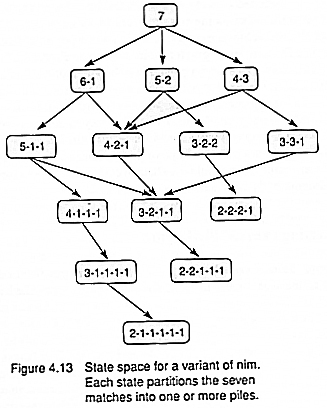 7
6-1 5-2 4-3
5-1-1 4-2-1 3-2-2 3-3-1
4-1-1-1 3-2-1-1 2-2-2-1
3-1-1-1-1 2-2-1-1-1
2-1-1-1-1-1
Figure 4.13 State space for a variant of nim.
Each state partitions the seven
matches into one or more piles.